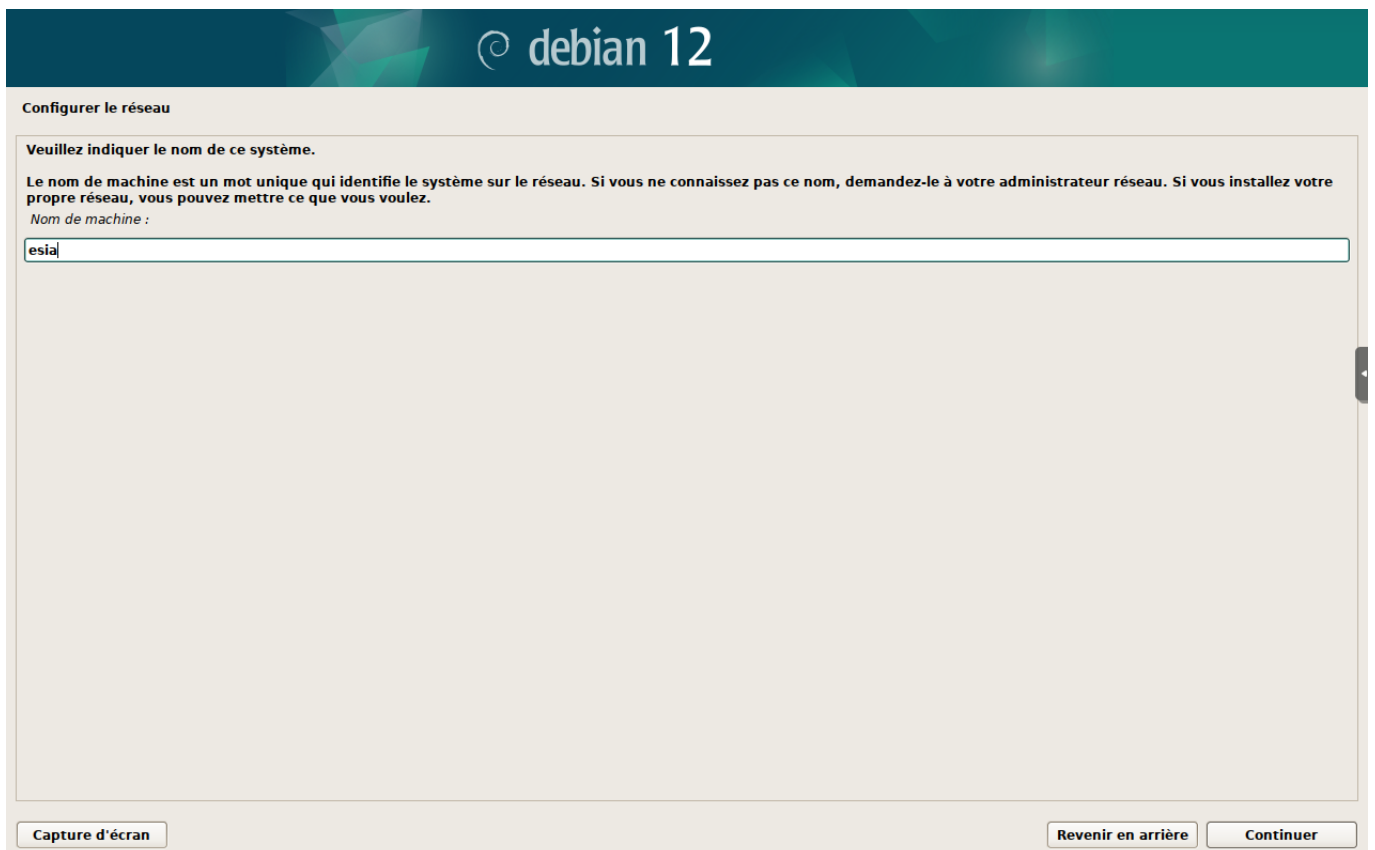 debian 12
Configurer le réseau
Veuillez indiquer le nom de ce système.
Le nom de machine est un mot unique qui identifie le système sur le réseau. Si vous ne connaissez pas ce nom, demandez-le à votre administrateur réseau. Si vous installez votre
propre réseau, vous pouvez mettre ce que vous voulez.
Nom de machine :
esia
Capture d'écran
Revenir en arrière
Continuer